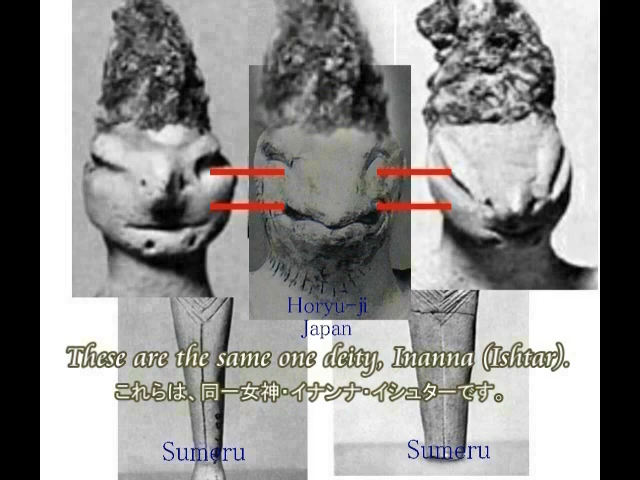 Horyu-ji
Japan
These are the same one deity, Inanna (Ishtar).
これらは、同一女神・イナンナ・イシュターです。
Sumeru
Sumeru